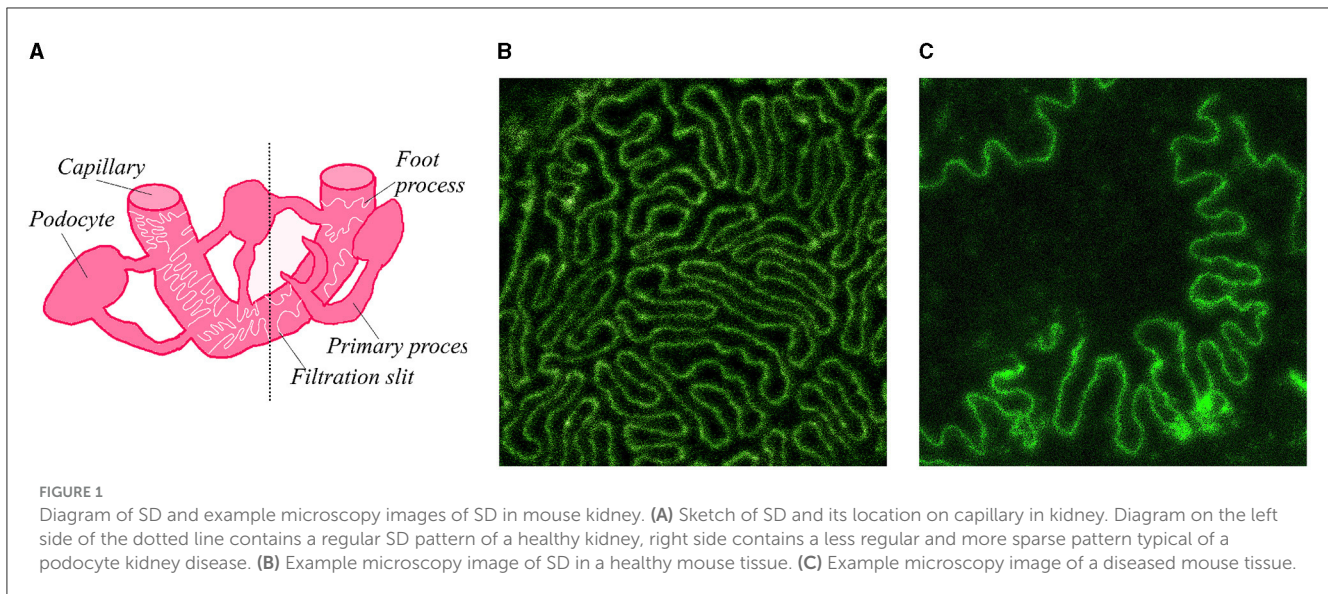 A
B
C
Capillary
Podocyte
Foot
process
Primary proces
Filtration slit
FIGURE 1
Diagram of SD and example microscopy images of SD in mouse kidney. (A) Sketch of SD and its location on capillary in kidney. Diagram on the left
side of the dotted line contains a regular SD pattern of a healthy kidney, right side contains a less regular and more sparse pattern typical of a
podocyte kidney disease. (B) Example microscopy image of SD in a healthy mouse tissue. (C) Example microscopy image of a diseased mouse tissue.